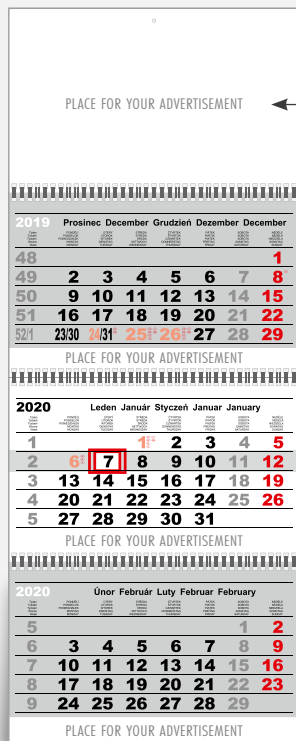 PLACE FOR YOUR ADVERTISEMENT
2019 Prosinec December Grudzień Dezember December
48 1
49 2 3 4 5 6 7 8
50 9 10 11 12 13 14 15
51 16 17 18 19 20 21 22
52/1 23/30 24/31 25 26 27 28 29
PLACE FOR YOUR ADVERTISEMENT
2020 Leden Január Styczeń Januar January
1 1 2 3 4 5
2 6 7 8 9 10 11 12
3 13 14 15 16 17 18 19
4 20 21 22 23 24 25 26
5 27 28 29 30 31
PLACE FOR YOUR ADVERTISEMENT
2020 Únor Február Luty Februar February
5 1 2
6 3 4 5 6 7 8 9
7 10 11 12 13 14 15 16
8 17 18 19 20 21 22 23
9 24 25 26 27 28 29
PLACE FOR YOUR ADVERTISEMENT